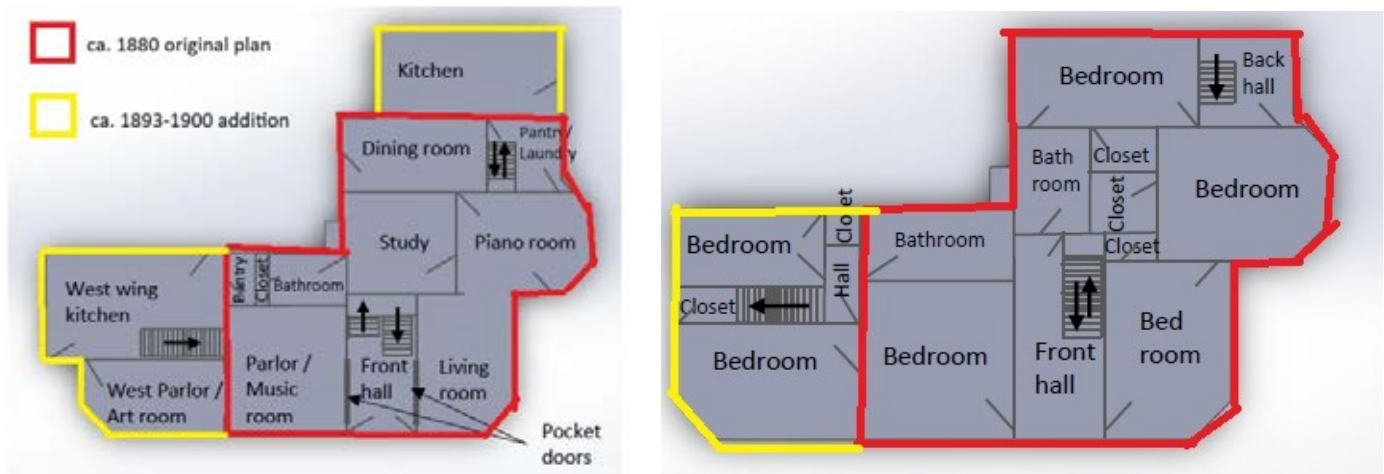 ca. 1880 original plan
ca. 1893-1900 addition
Kitchen
Dining room
Pantry/
Laundry
Study
Piano room
West wing
kitchen
Pantry
Closet
Bathroom
West Parlor /
Art room
Parlor /
Music
room
Front
hall
Living
room
Pocket
doors
Bedroom
Back
hall
Bath
room
Closet
Closet
Bedroom
Closet
Bedroom
Closet
Hall
Bathroom
Closet
Bedroom
Bedroom
Front
hall
Bed
room